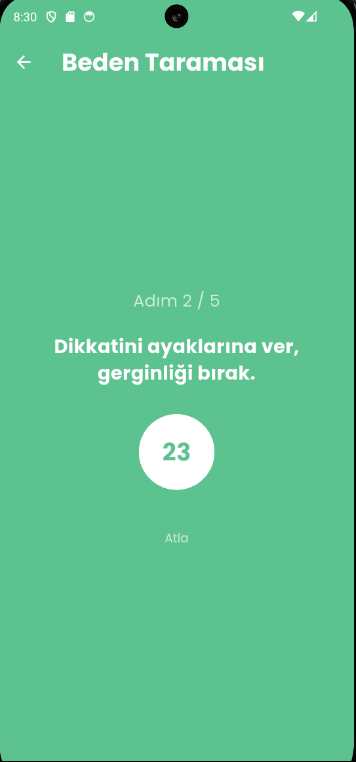 8:30
Beden Taraması
Adım 2 / 5
Dikkatini ayaklarına ver,
gerginliği bırak.
23
Atla